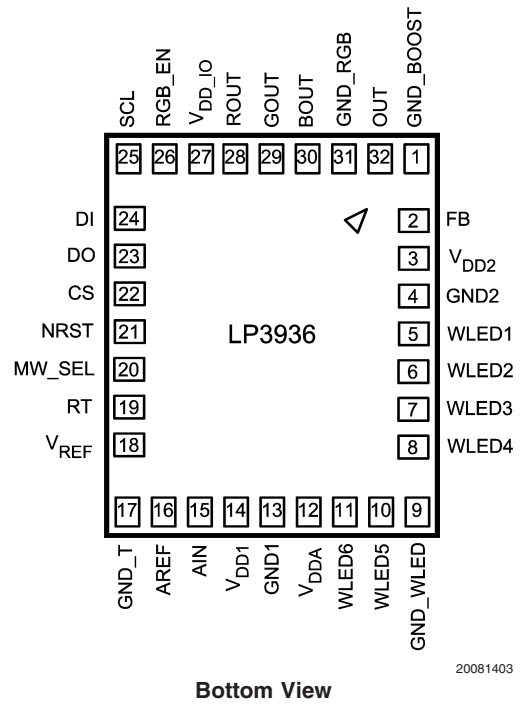 SCL RGB_EN VDD_IO ROUT GOUT BOUT GND_RGB OUT GND_BOOST
25 26 27 28 29 30 31 32 1
DI 24 2 FB
DO 23 3 VDD2
CS 22 4 GND2
NRST 21 LP3936 5 WLED1
MW_SEL 20 6 WLED2
RT 19 7 WLED3
VREF 18 8 WLED4
17 16 15 14 13 12 11 10 9
GND_T AREF AIN VDD1 GND1 VDDA WLED6 WLED5 GND_WLED
20081403
Bottom View